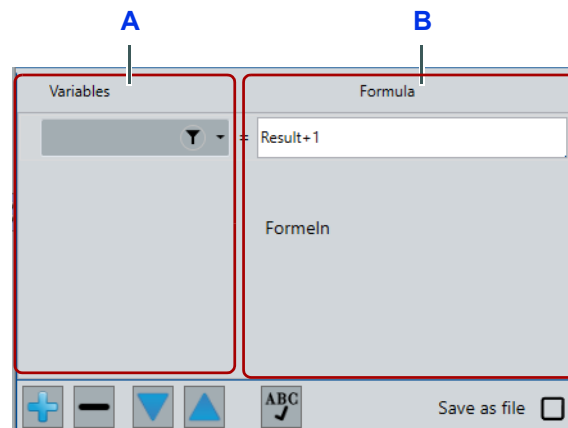 A B
Variables Formula
= Result+1
Formeln
ABC
Save as file